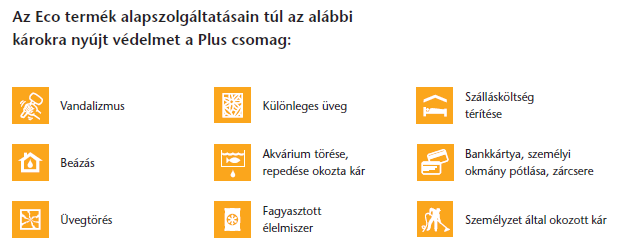 Az Eco termék alapszolgáltatásain túl az alábbi
károkra nyújt védelmet a Plus csomag:
Vandalizmus
Különleges üveg
Szállásköltség
térítése
Beázás
Akvárium törése,
repedése okozta kár
Bankkártya, személyi
okmány pótlása, zárcsere
Üvegtörés
Fagyasztott
élelmiszer
Személyzet által okozott kár